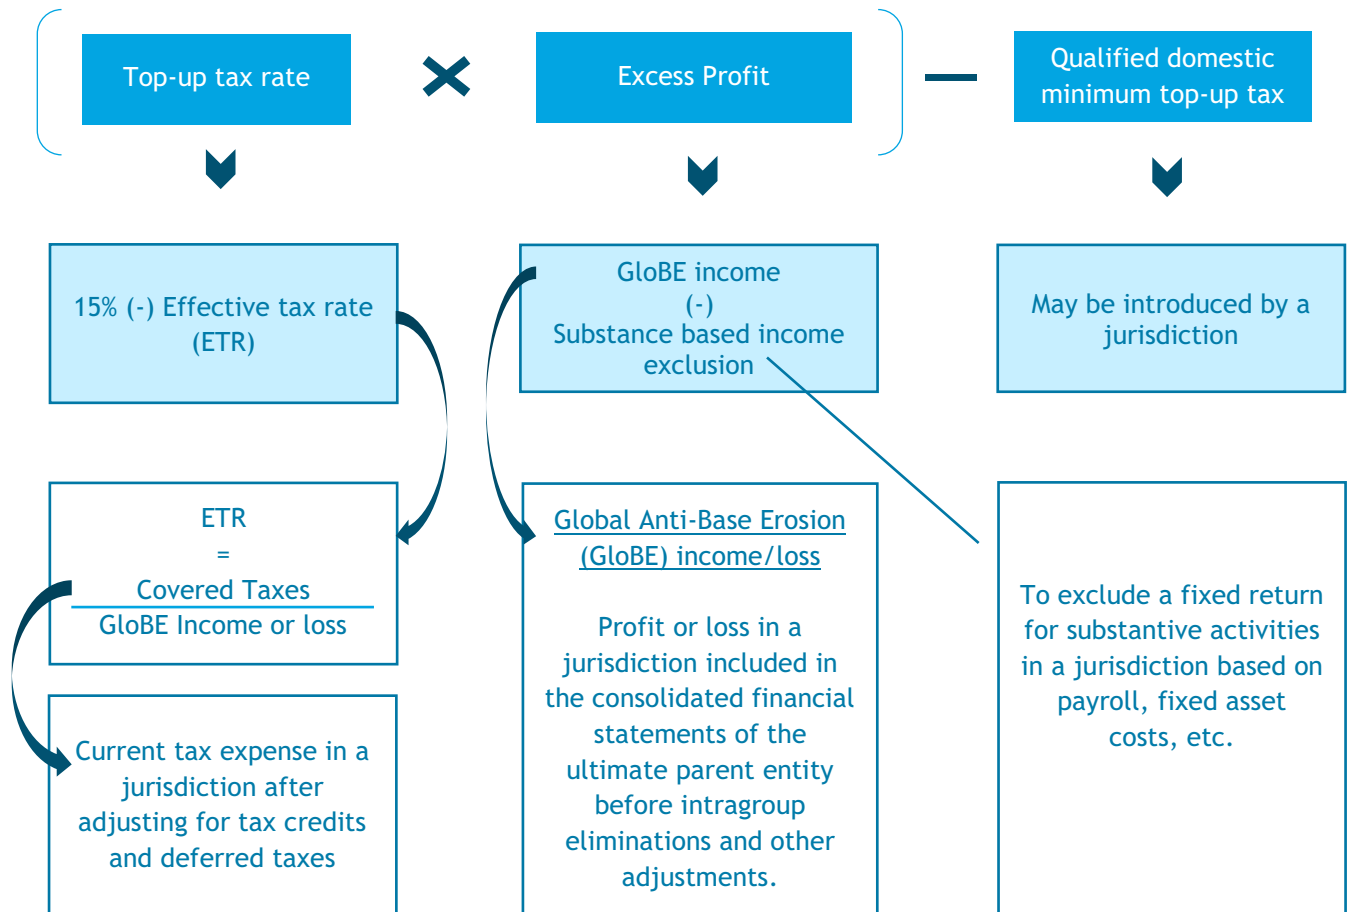 Top-up tax rate
Excess Profit
Qualified domestic
minimum top-up tax
15% (-) Effective tax rate
(ETR)
GloBE income
(-)
Substance based income
exclusion
May be introduced by a
jurisdiction
ETR
=
Covered Taxes
GloBE Income or loss
Current tax expense in a
jurisdiction after
adjusting for tax credits
and deferred taxes
Global Anti-Base Erosion
(GloBE) income/loss
Profit or loss in a
jurisdiction included in
the consolidated financial
statements of the
ultimate parent entity
before intragroup
eliminations and other
adjustments.
To exclude a fixed return
for substantive activities
in a jurisdiction based on
payroll, fixed asset
costs, etc.